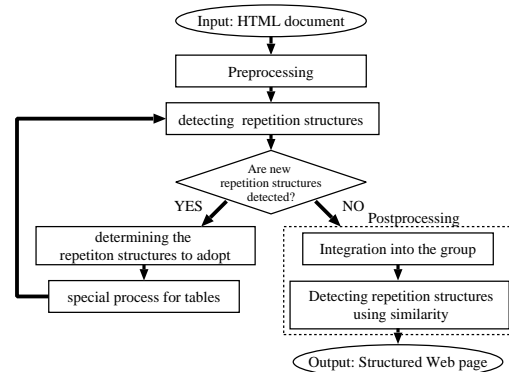 Input: HTML document
Preprocessing
detecting repetition structures
Are new
repetition structures
detected?
YES
NO
Postprocessing
determining the
repetiton structures to adopt
special process for tables
Integration into the group
Detecting repetition structures
using similarity
Output: Structured Web page